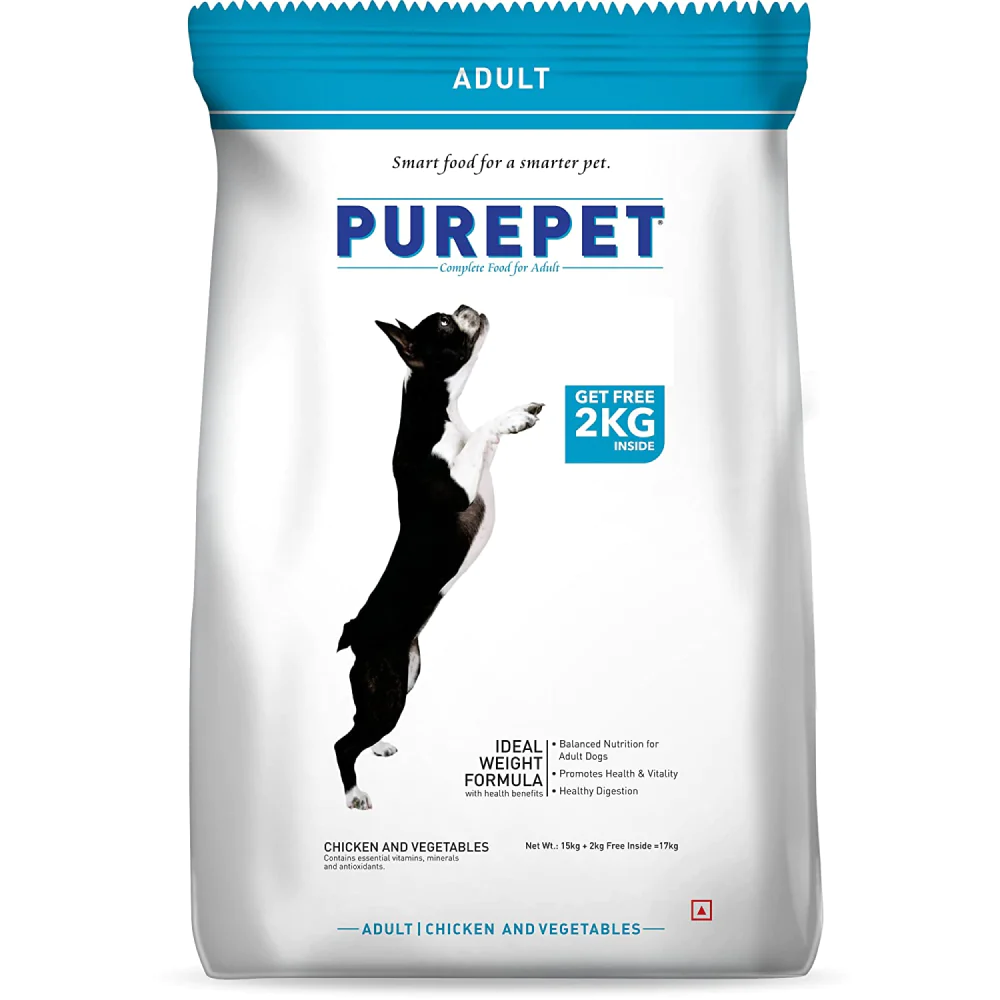 ADULT
Smart food for a smarter pet.
PUREPET®
Complete Food for Adult
GET FREE
2KG
INSIDE
IDEAL
WEIGHT
FORMULA
with health benefits
• Balanced Nutrition for
Adult Dogs
• Promotes Health & Vitality
• Healthy Digestion
CHICKEN AND VEGETABLES
Contains essential vitamins, minerals
and antioxidants.
Net Wt.: 15kg + 2kg Free Inside =17kg
ADULT | CHICKEN AND VEGETABLES